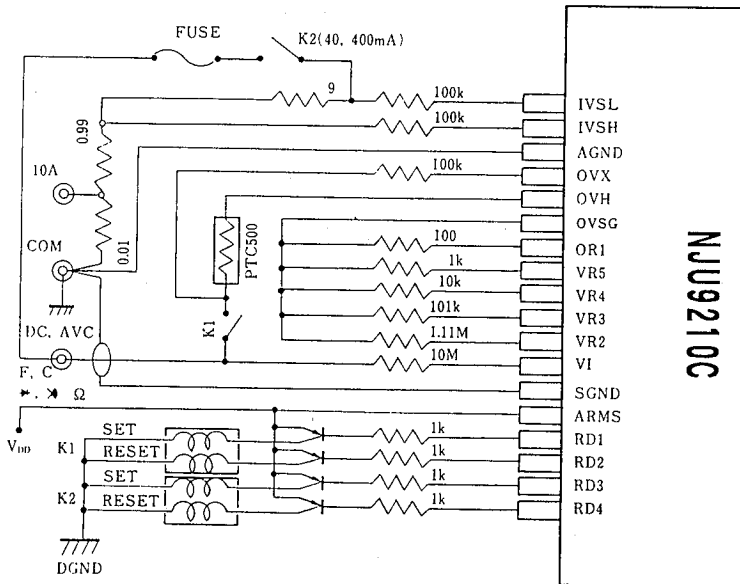 FUSE
K2(40, 400mA)
9
100k
IVSL
100k
IVSH
0.99
AGND
100k
OVX
10A
OVH
OVSG
PTC500
100
OR1
COM
0.01
1k
VR5
10k
VR4
K1
101k
VR3
DC, AVC
1.11M
VR2
10M
VI
F, C
Ω
SGND
ARMS
VDD
SET
1k
RD1
K1
RESET
1k
RD2
SET
1k
RD3
K2
RESET
1k
RD4
DGND
NJU9210C